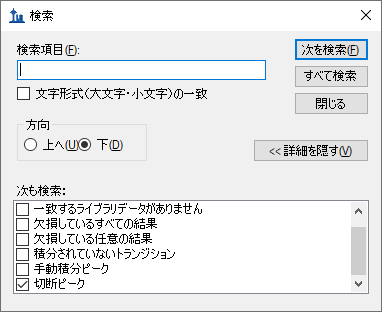 検索
検索項目(F):
次を検索(F)
すべて検索
文字形式(大文字・小文字)の一致
閉じる
方向
上へ(U) 下(D)
<< 詳細を隠す(V)
次も検索:
一致するライブラリデータがありません
欠損しているすべての結果
欠損している任意の結果
積分されていないトランジション
手動積分ピーク
切断ピーク